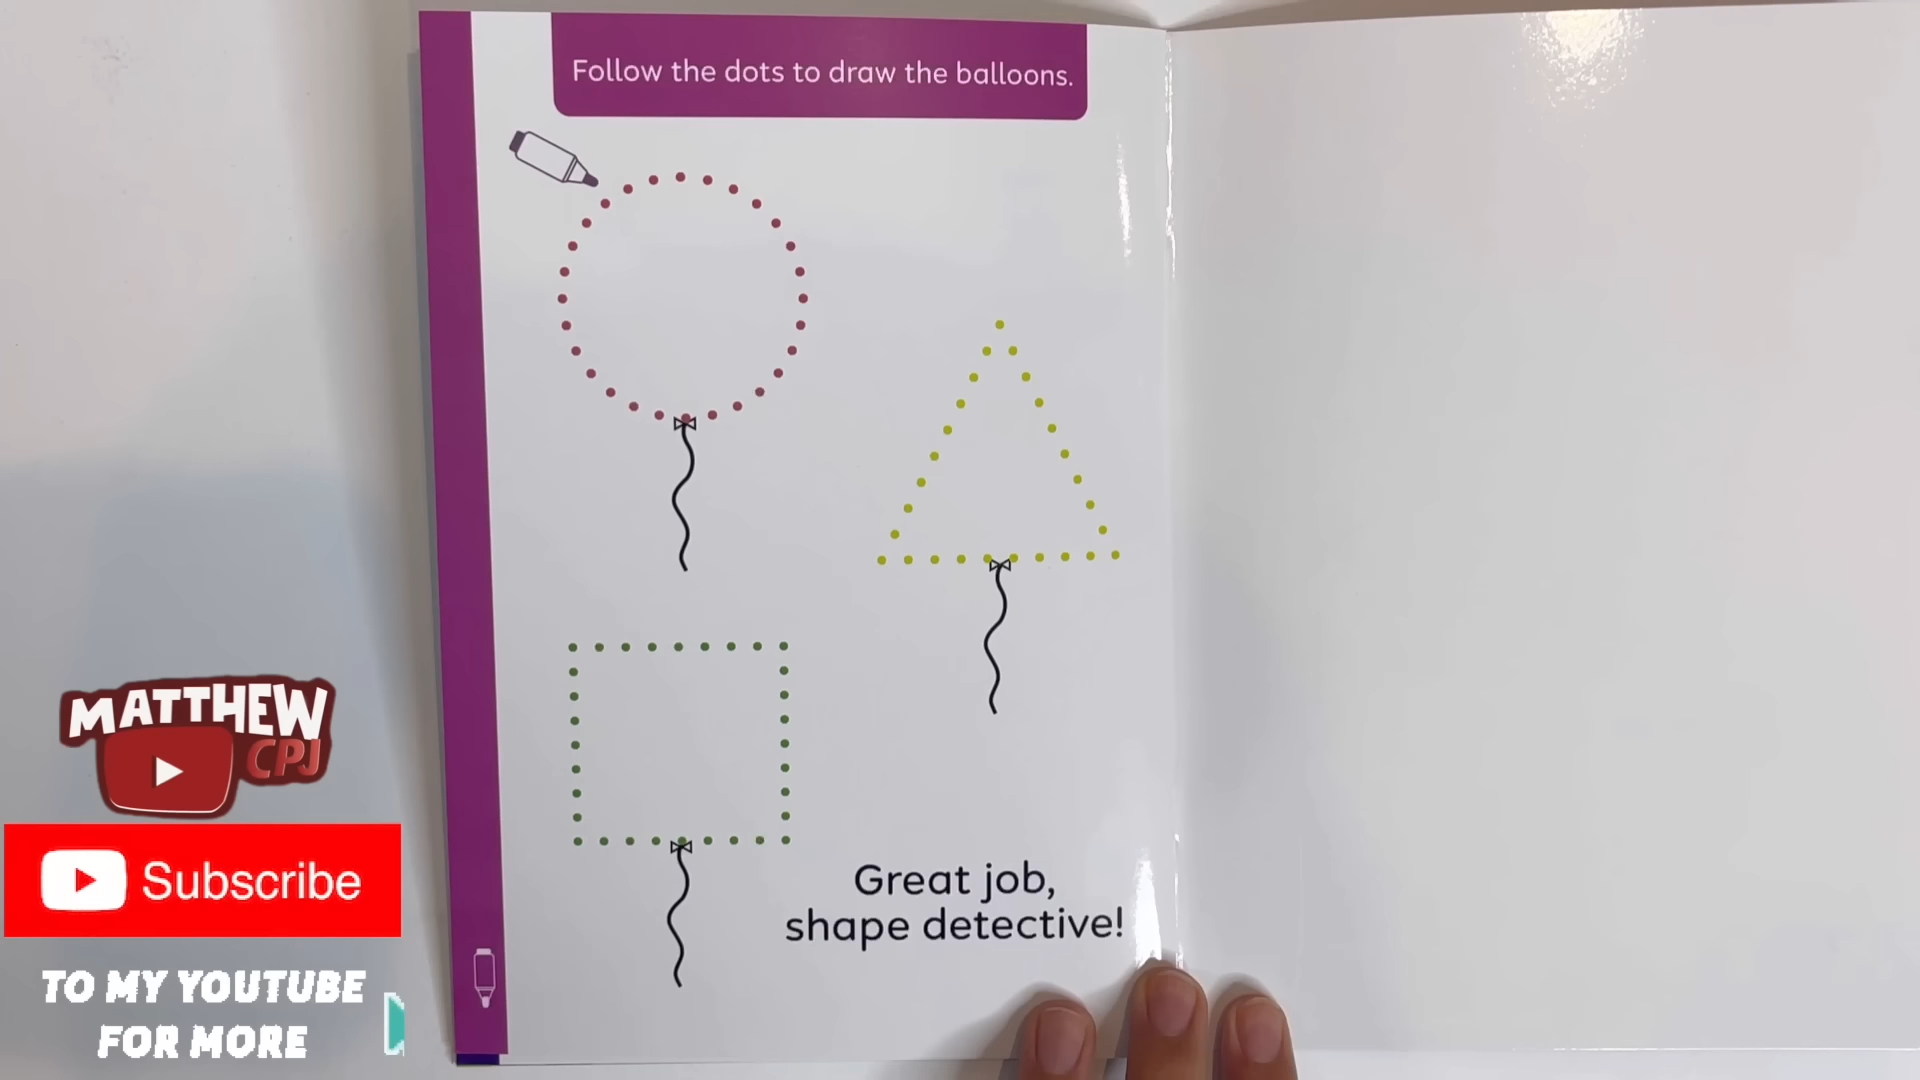 Follow the dots to draw the balloons.
Great job,
shape detective!
MATTHEW
CPJ
Subscribe
TO MY YOUTUBE
FOR MORE